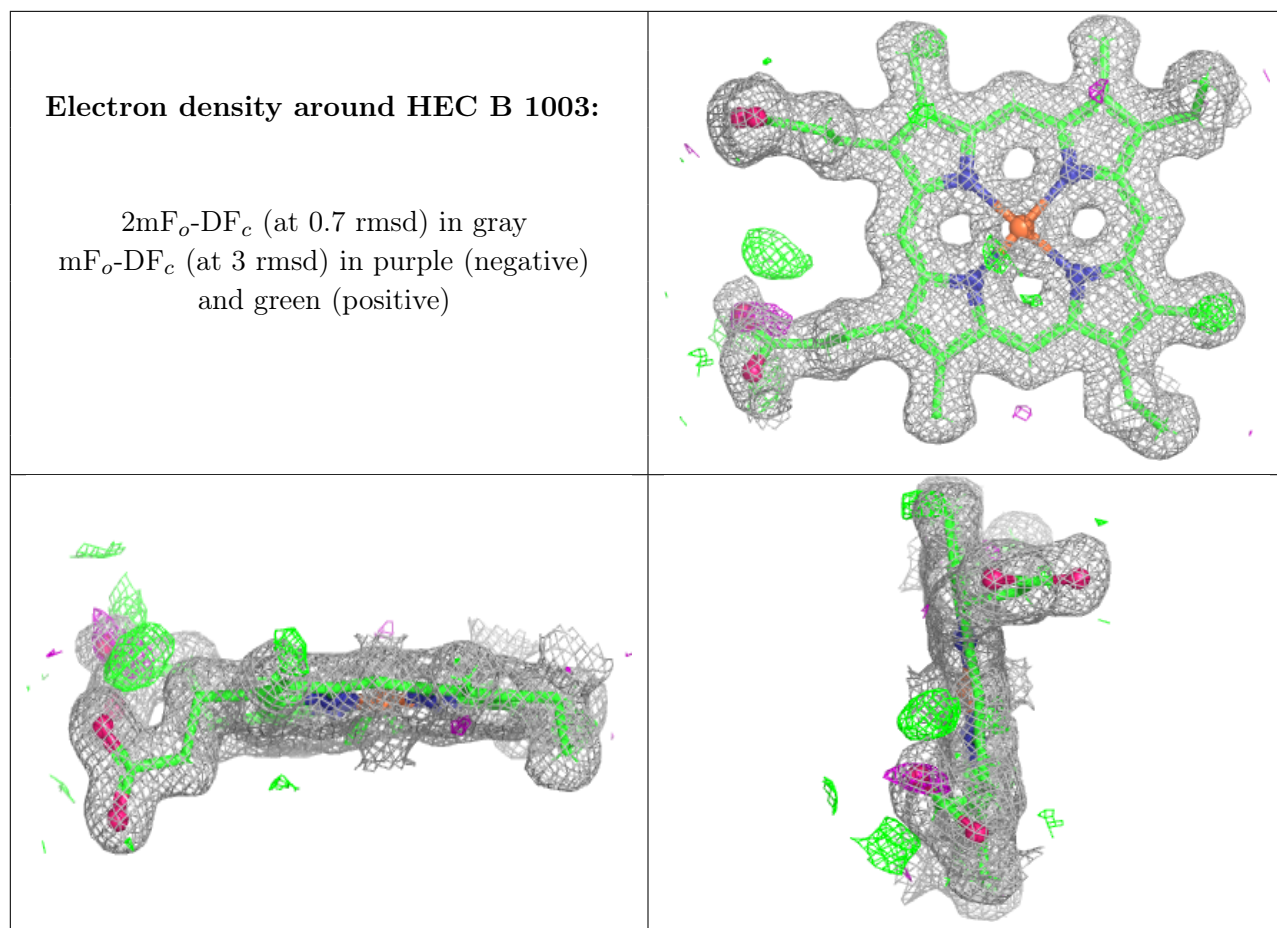 Electron density around HEC B 1003:
2mFₒ-DF𝒸 (at 0.7 rmsd) in gray
mFₒ-DF𝒸 (at 3 rmsd) in purple (negative)
and green (positive)